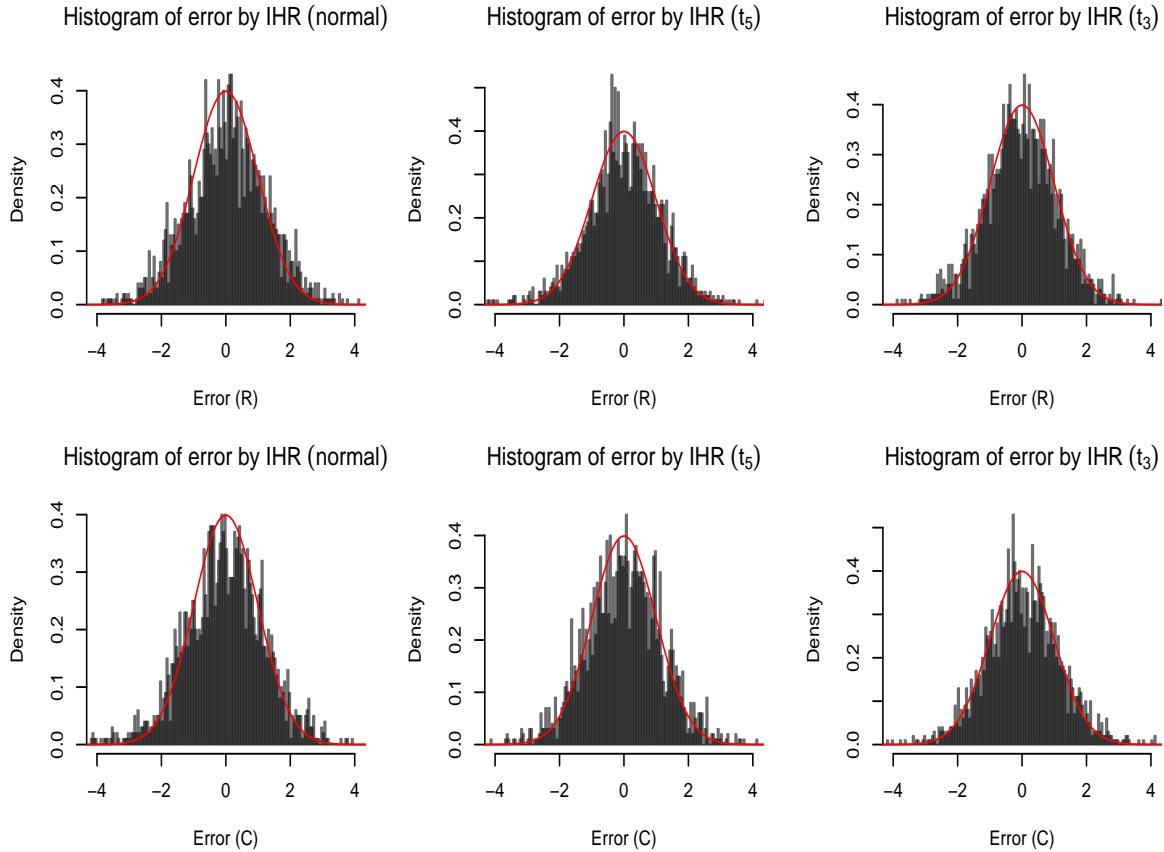 Histogram of error by IHR (normal)
Density
0.0 0.1 0.2 0.3 0.4
−4 −2 0 2 4
Error (R)
Histogram of error by IHR (t₅)
Density
0.0 0.2 0.4
−4 −2 0 2 4
Error (R)
Histogram of error by IHR (t₃)
Density
0.0 0.1 0.2 0.3 0.4
−4 −2 0 2 4
Error (R)
Histogram of error by IHR (normal)
Density
0.0 0.1 0.2 0.3 0.4
−4 −2 0 2 4
Error (C)
Histogram of error by IHR (t₅)
Density
0.0 0.1 0.2 0.3 0.4
−4 −2 0 2 4
Error (C)
Histogram of error by IHR (t₃)
Density
0.0 0.2 0.4
−4 −2 0 2 4
Error (C)